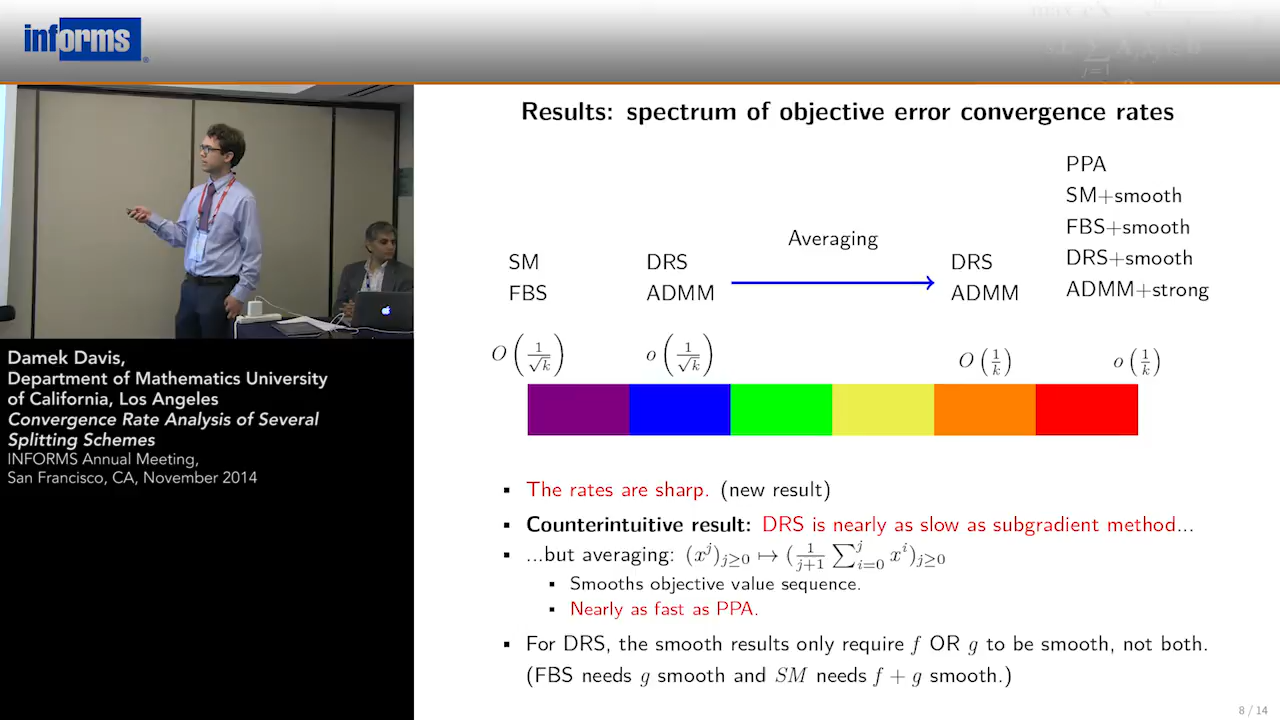 informs
Results: spectrum of objective error convergence rates
PPA
SM+smooth
FBS+smooth
DRS+smooth
ADMM+strong
Averaging
SM
FBS
DRS
ADMM
DRS
ADMM
O(1/√k)
o(1/√k)
O(1/k)
o(1/k)
▪ The rates are sharp. (new result)
▪ Counterintuitive result: DRS is nearly as slow as subgradient method...
▪ ...but averaging: (x^j)_{j≥0} ↦ (1/(j+1) ∑_{i=0}^{j} x^i)_{j≥0}
▪ Smooths objective value sequence.
▪ Nearly as fast as PPA.
▪ For DRS, the smooth results only require f OR g to be smooth, not both.
(FBS needs g smooth and SM needs f + g smooth.)
8 / 14
Damek Davis,
Department of Mathematics University
of California, Los Angeles
Convergence Rate Analysis of Several
Splitting Schemes
INFORMS Annual Meeting,
San Francisco, CA, November 2014